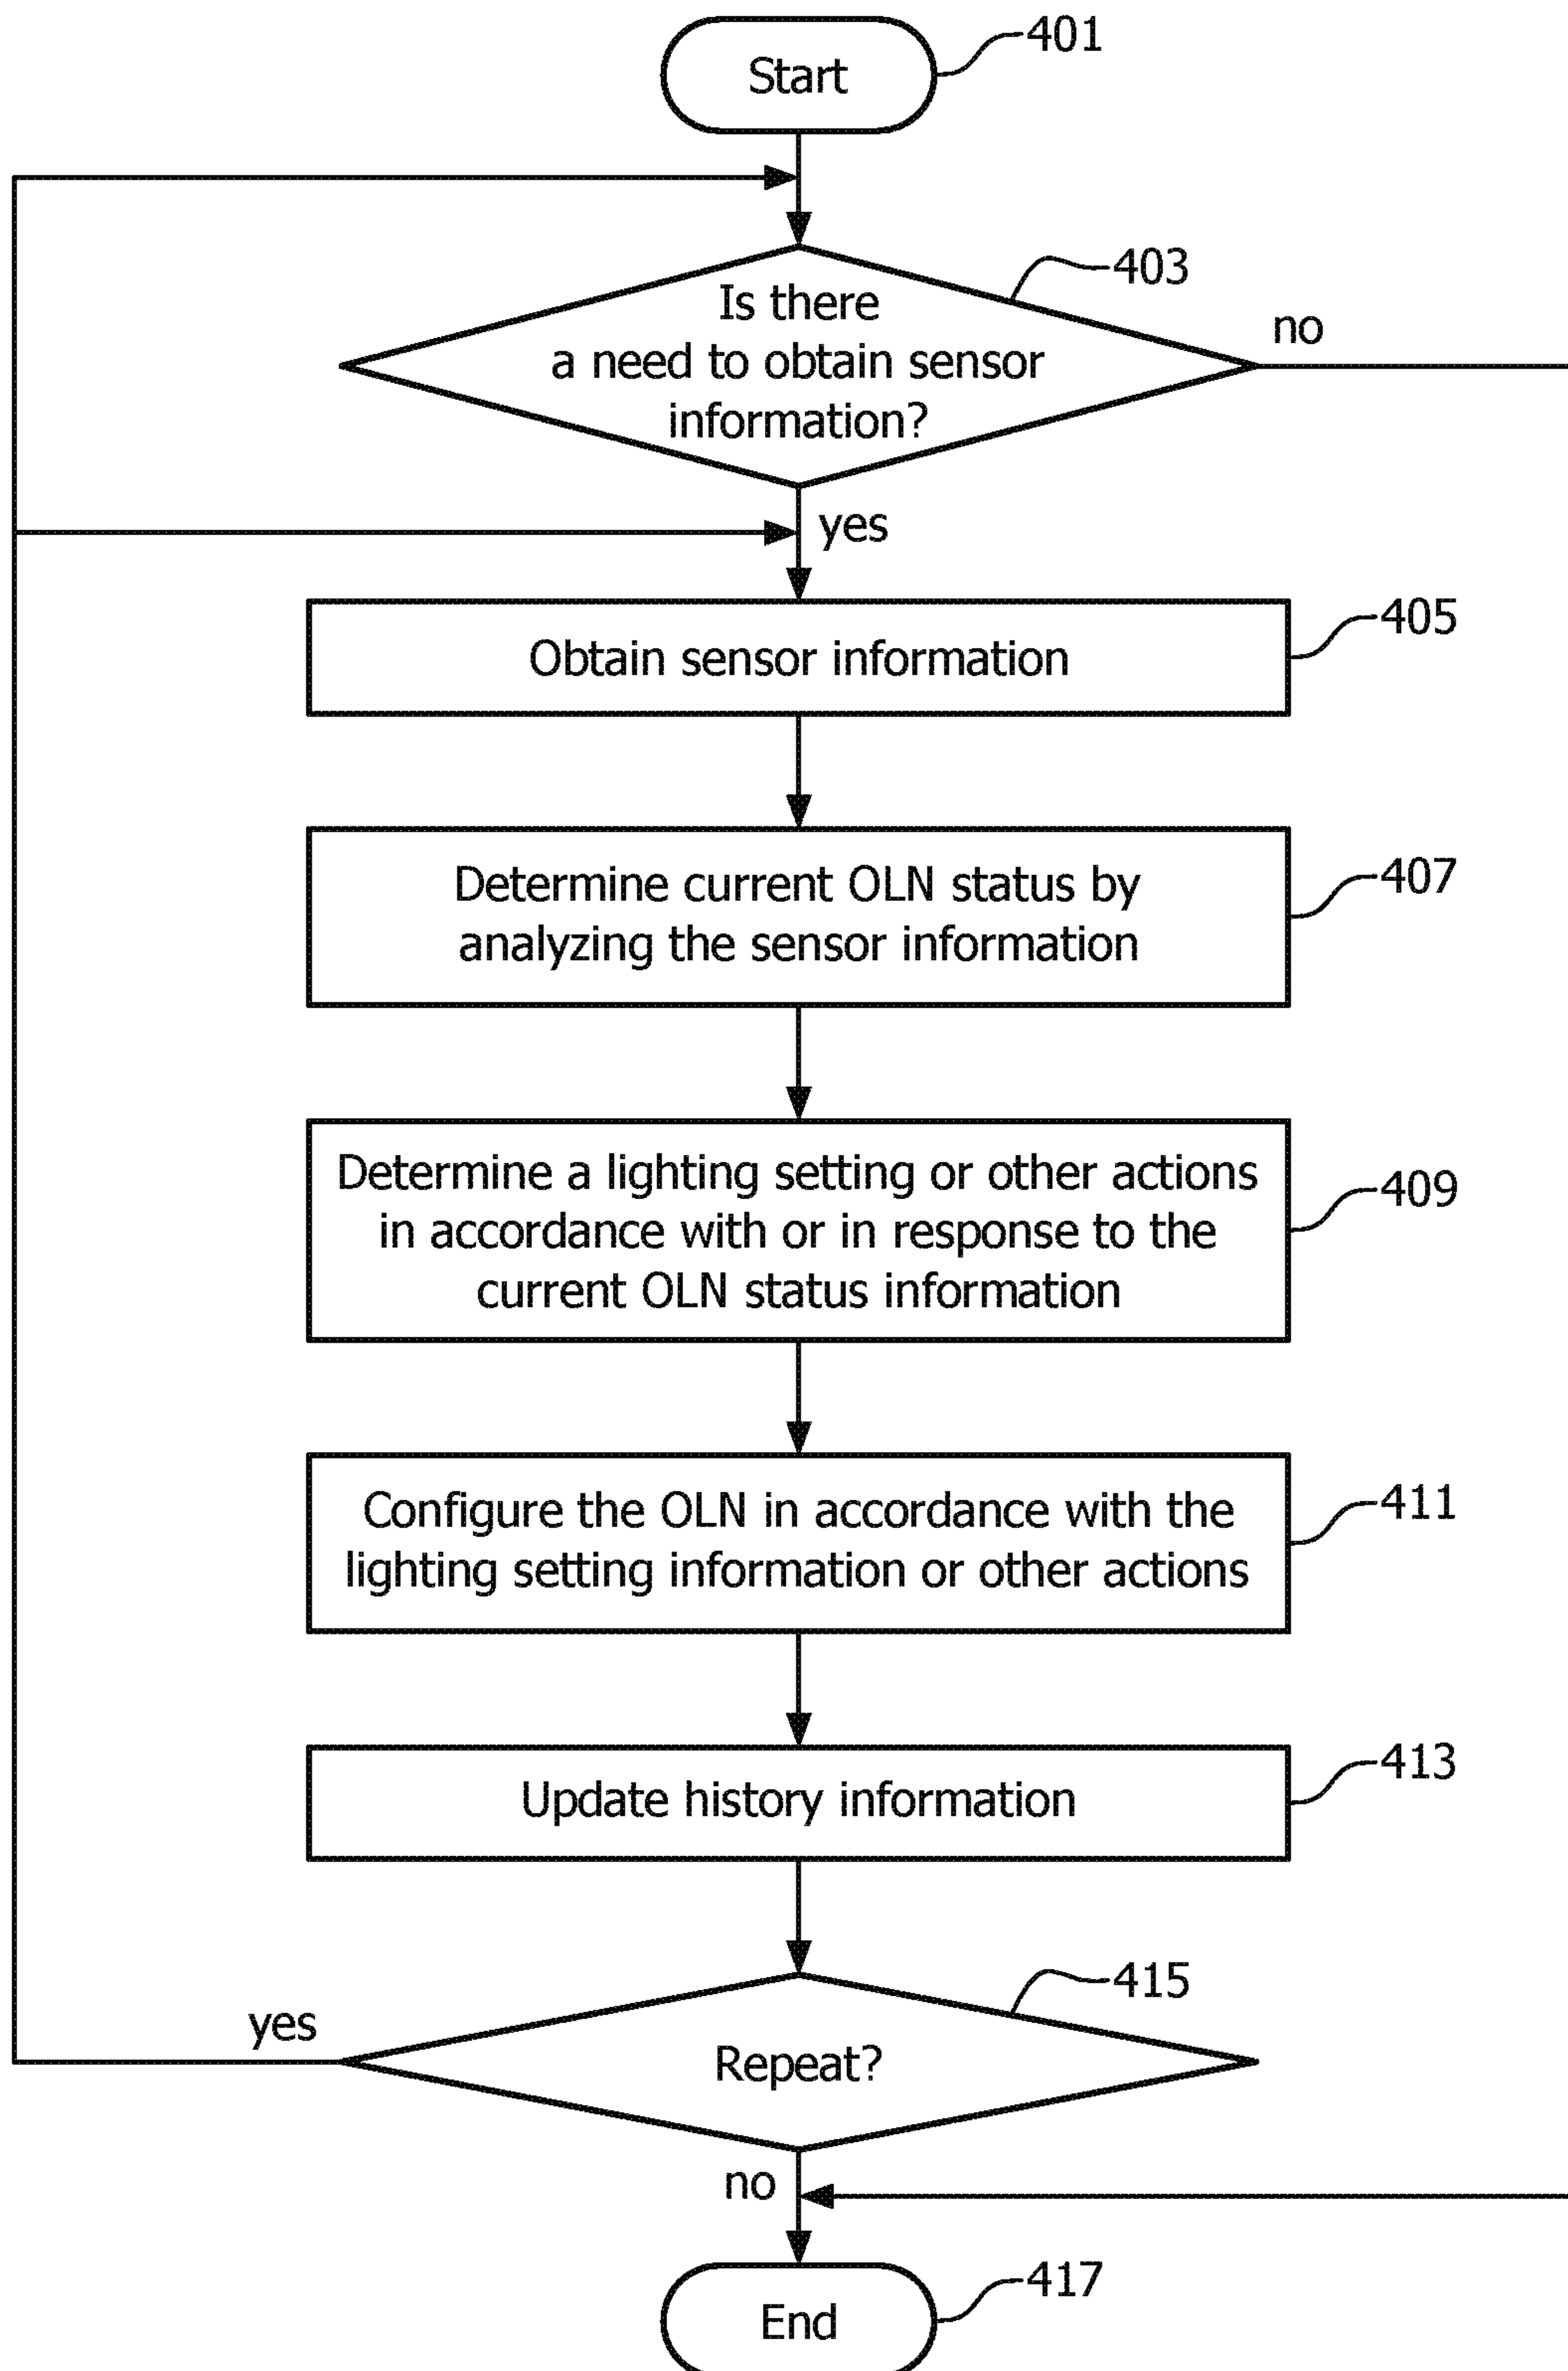 Start
401
Is there
a need to obtain sensor
information?
403
no
yes
Obtain sensor information
405
Determine current OLN status by
analyzing the sensor information
407
Determine a lighting setting or other actions
in accordance with or in response to the
current OLN status information
409
Configure the OLN in accordance with the
lighting setting information or other actions
411
Update history information
413
Repeat?
415
yes
no
End
417